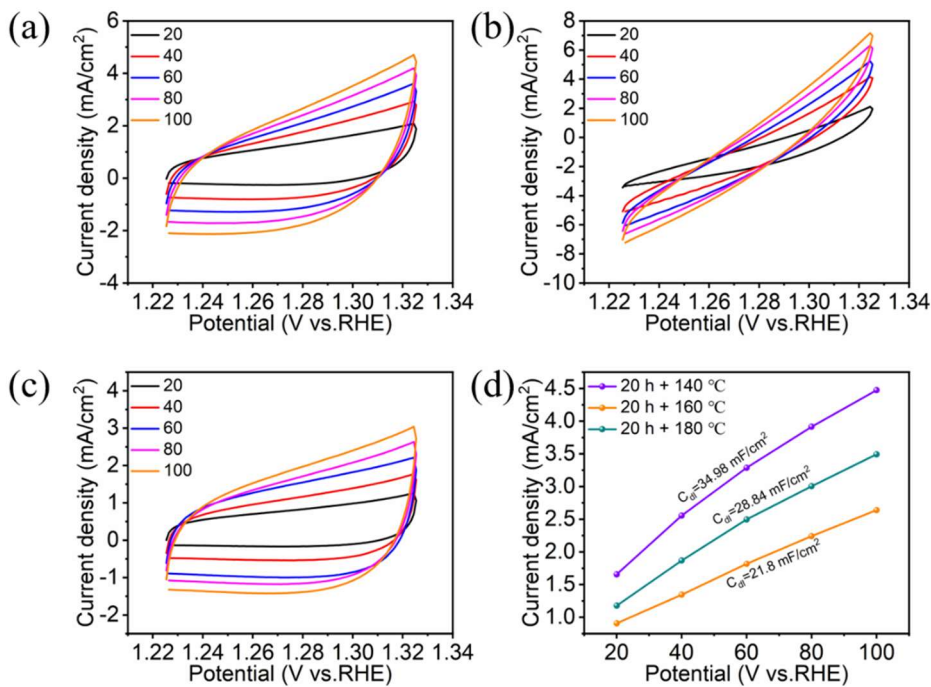 (a)
6
4
2
0
-2
-4
Current density (mA/cm²)
20
40
60
80
100
1.22 1.24 1.26 1.28 1.30 1.32 1.34
Potential (V vs.RHE)
(b)
8
6
4
2
0
-2
-4
-6
-8
-10
Current density (mA/cm²)
20
40
60
80
100
1.22 1.24 1.26 1.28 1.30 1.32 1.34
Potential (V vs.RHE)
(c)
4
3
2
1
0
-1
-2
Current density (mA/cm²)
20
40
60
80
100
1.22 1.24 1.26 1.28 1.30 1.32 1.34
Potential (V vs.RHE)
(d)
4.5
4.0
3.5
3.0
2.5
2.0
1.5
1.0
Current density (mA/cm²)
20 h + 140 ℃
20 h + 160 ℃
20 h + 180 ℃
Cdl=34.98 mF/cm²
Cdl=28.84 mF/cm²
Cdl=21.8 mF/cm²
20 40 60 80 100
Potential (V vs.RHE)